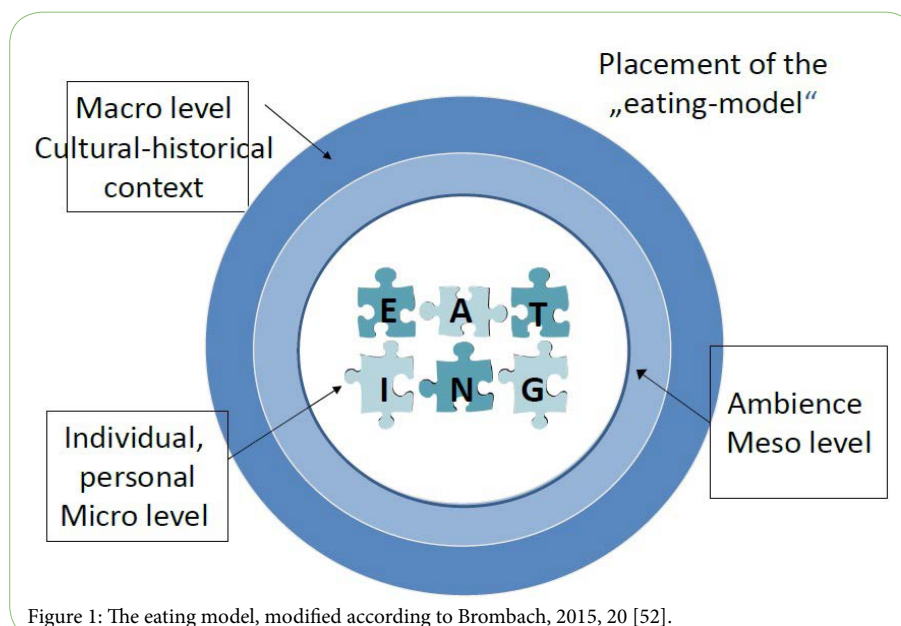 Placement of the
„eating-model“
Macro level
Cultural-historical
context
E A T
I N G
Individual,
personal
Micro level
Ambience
Meso level
Figure 1: The eating model, modified according to Brombach, 2015, 20 [52].